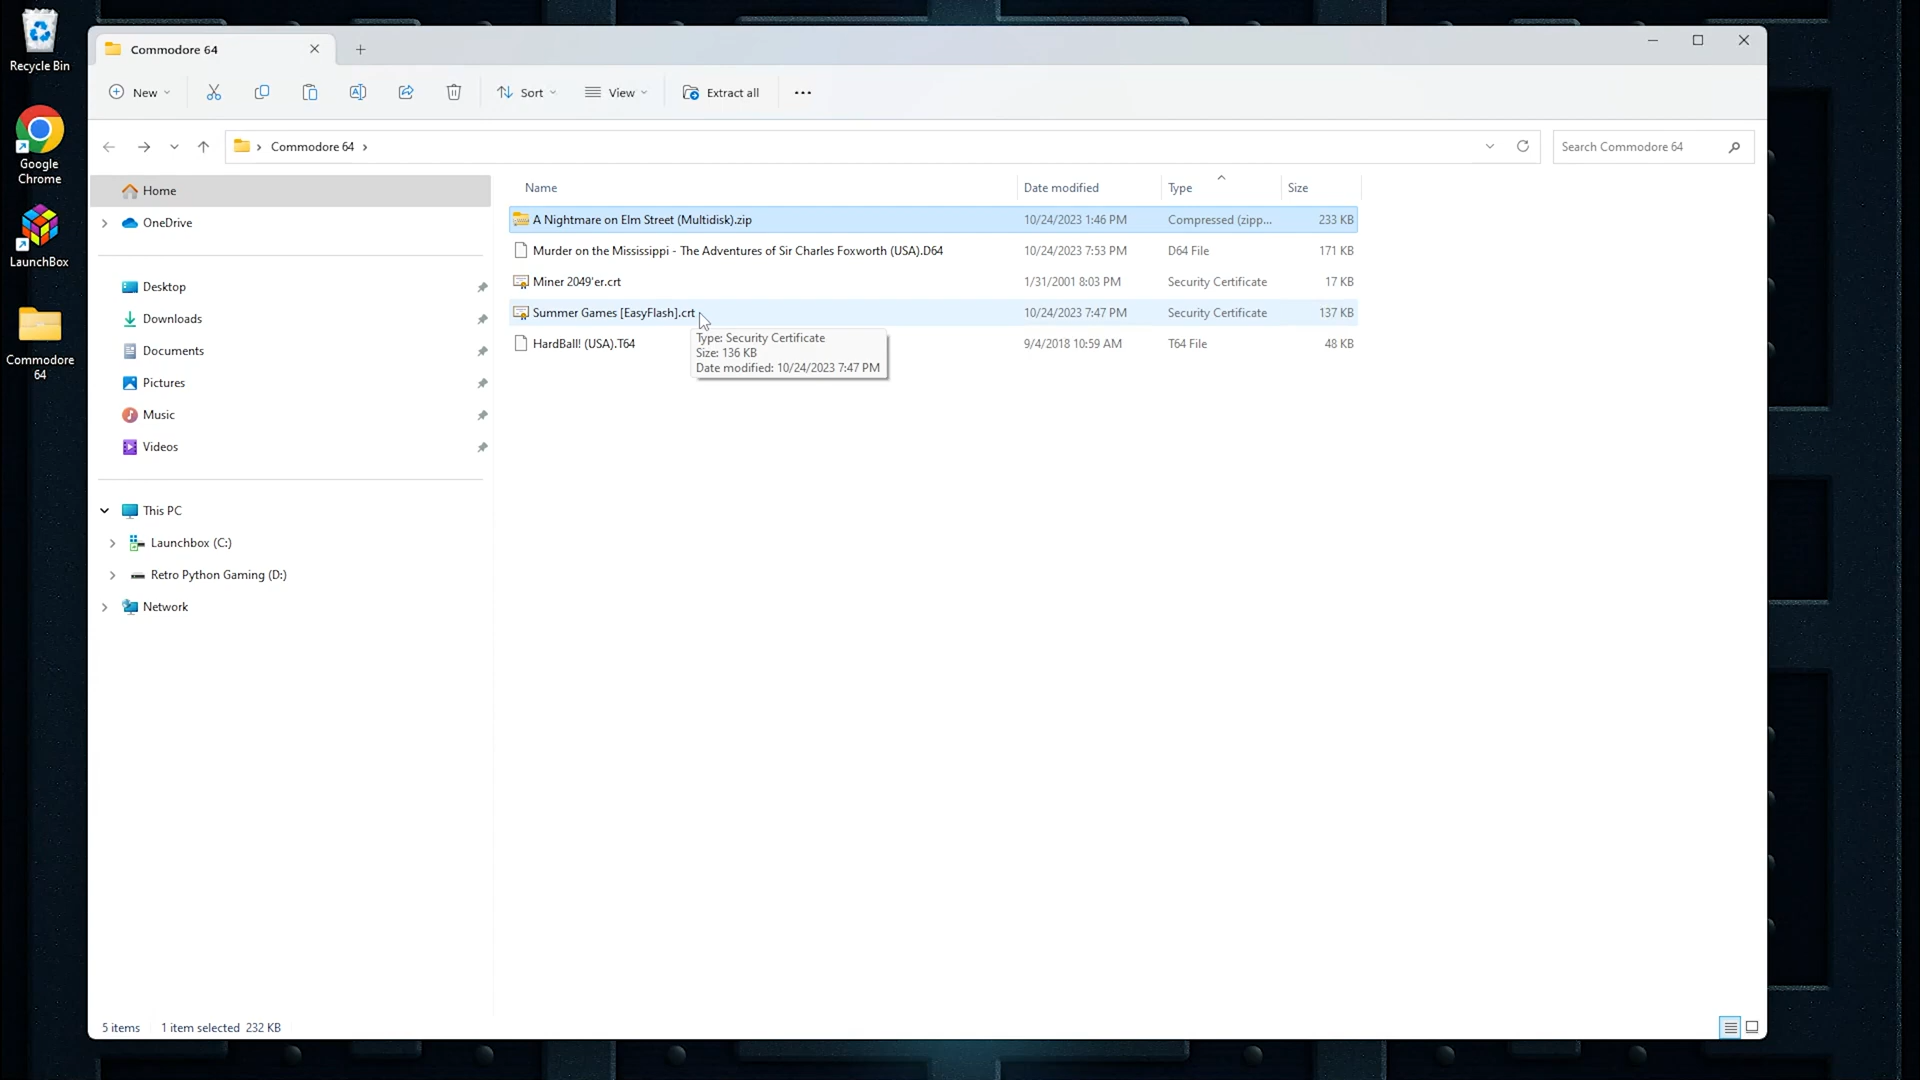 Recycle Bin
Google
Chrome
LaunchBox
Commodore
64
Commodore 64
New
Sort
View
Extract all
Commodore 64
Search Commodore 64
Home
OneDrive
Desktop
Downloads
Documents
Pictures
Music
Videos
This PC
Launchbox (C:)
Retro Python Gaming (D:)
Network
Name Date modified Type Size
A Nightmare on Elm Street (Multidisk).zip 10/24/2023 1:46 PM Compressed (zipp... 233 KB
Murder on the Mississippi - The Adventures of Sir Charles Foxworth (USA).D64 10/24/2023 7:53 PM D64 File 171 KB
Miner 2049'er.crt 1/31/2001 8:03 PM Security Certificate 17 KB
Summer Games [EasyFlash].crt 10/24/2023 7:47 PM Security Certificate 137 KB
HardBall! (USA).T64 9/4/2018 10:59 AM T64 File 48 KB
Type: Security Certificate
Size: 136 KB
Date modified: 10/24/2023 7:47 PM
5 items 1 item selected 232 KB